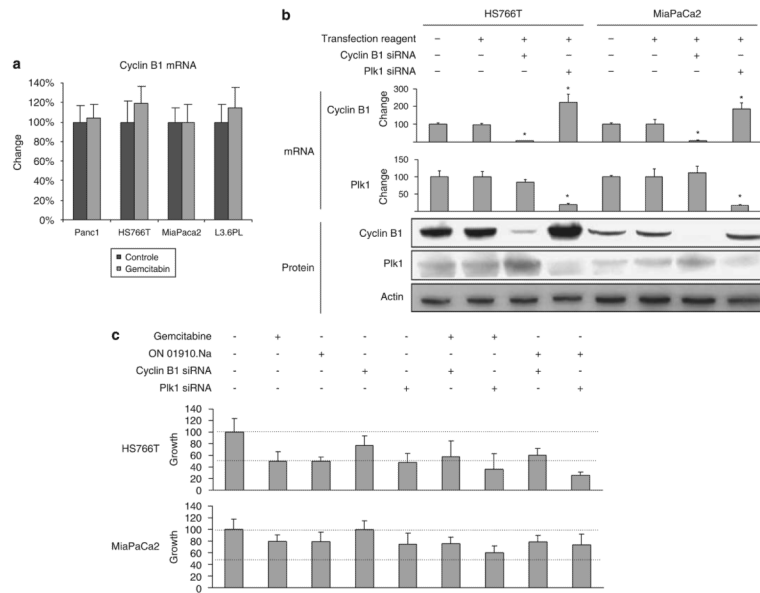 b
HS766T MiaPaCa2
Transfection reagent – + + + – + + +
Cyclin B1 siRNA – – + – – – + –
Plk1 siRNA – – – + – – – +
a
Cyclin B1 mRNA
140%
120%
100%
80%
60%
40%
20%
0%
Change
Panc1 HS766T MiaPaca2 L3.6PL
Controle
Gemcitabin
mRNA
Cyclin B1
Change
300
200
100
* * * *
Plk1
Change
150
100
50
* *
Protein
Cyclin B1
Plk1
Actin
c
Gemcitabine - + - - - + + - -
ON 01910.Na - - + - - - - + +
Cyclin B1 siRNA - - - + - + - + -
Plk1 siRNA - - - - + - + - +
HS766T
Growth
140
120
100
80
60
40
20
0
MiaPaCa2
Growth
140
120
100
80
60
40
20
0